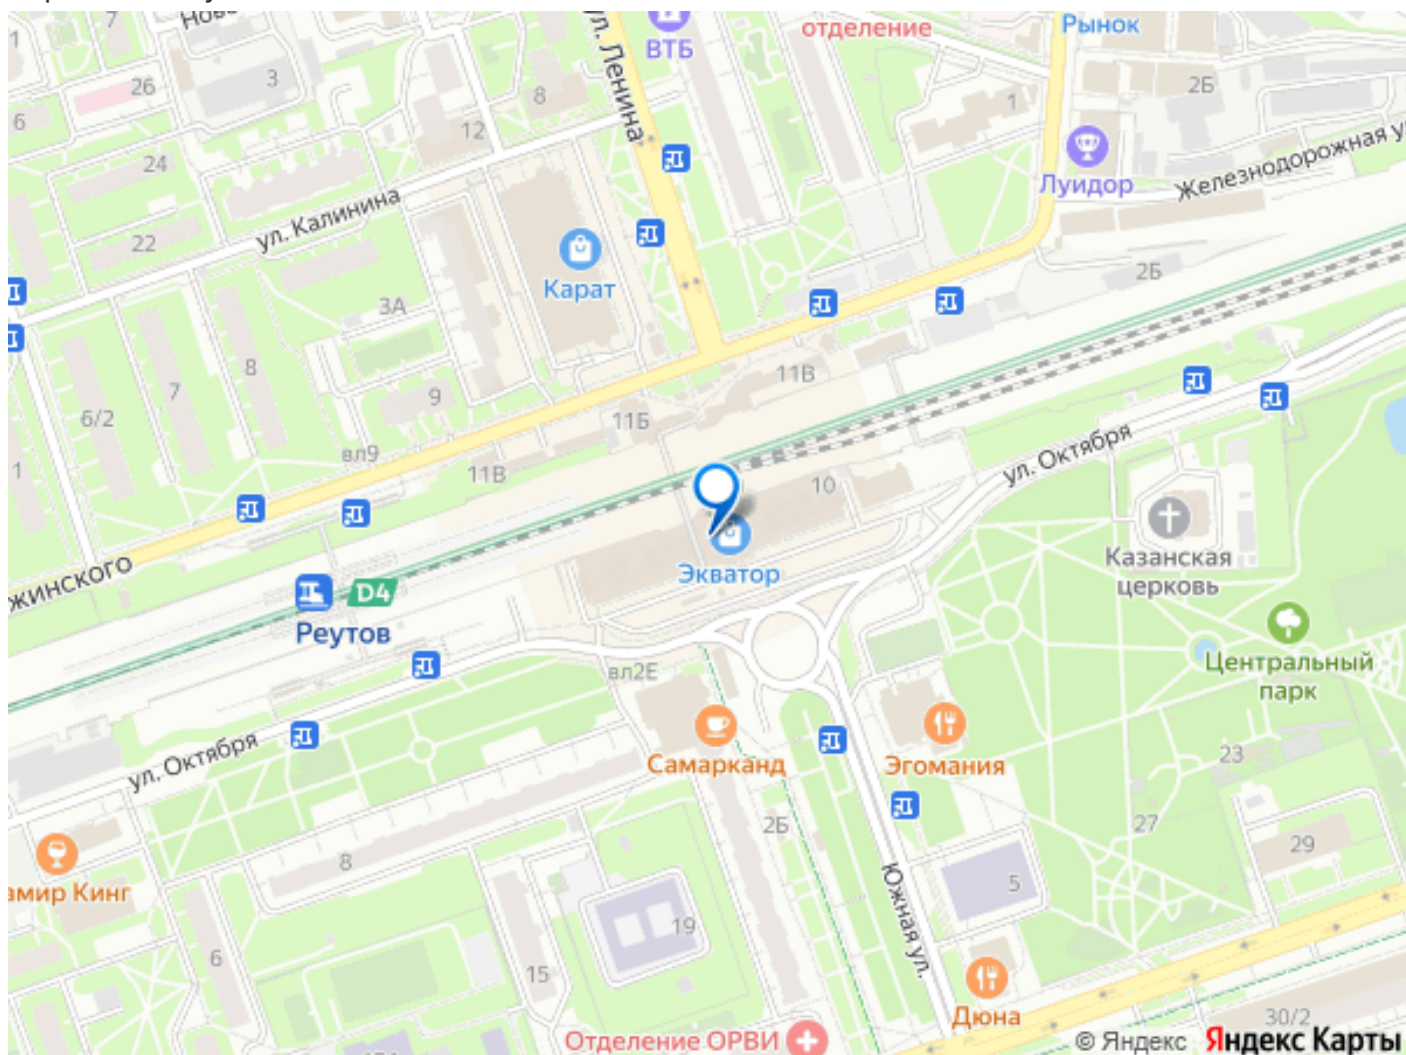 7
1
ВТБ
отделение
Рынок
ул. Ленина
26
3
8
1
2Б
6
12
24
Луидор
Железнодорожная
ул. Калинина
22
Карат
2Б
3А
8
7
9
11В
6/2
11Б
вл9
11В
1
10
ул. Октября
Экватор
Казанская
церковь
D4
Реутов
вл2Е
Центральный
парк
ул. Октября
Самарканд
Эгомания
23
2Б
27
29
8
5
Кинг
19
Южная ул.
6
15
Дюна
30/2
Отделение ОРВИ
© Яндекс Яндекс Карты